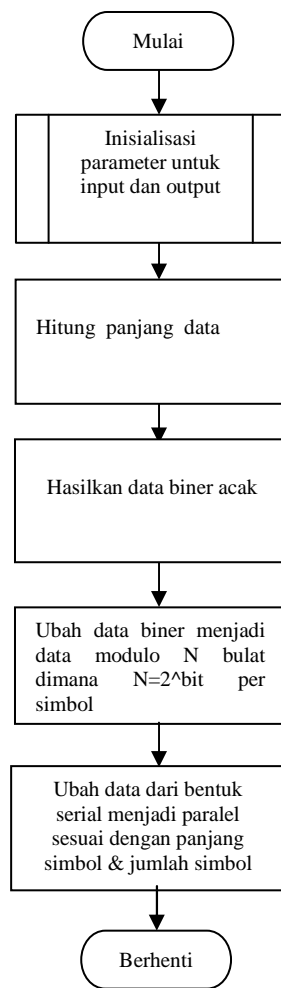 Mulai
Inisialisasi
parameter untuk
input dan output
Hitung panjang data
Hasilkan data biner acak
Ubah data biner menjadi
data modulo N bulat
dimana N=2^bit per
simbol
Ubah data dari bentuk
serial menjadi paralel
sesuai dengan panjang
simbol & jumlah simbol
Berhenti